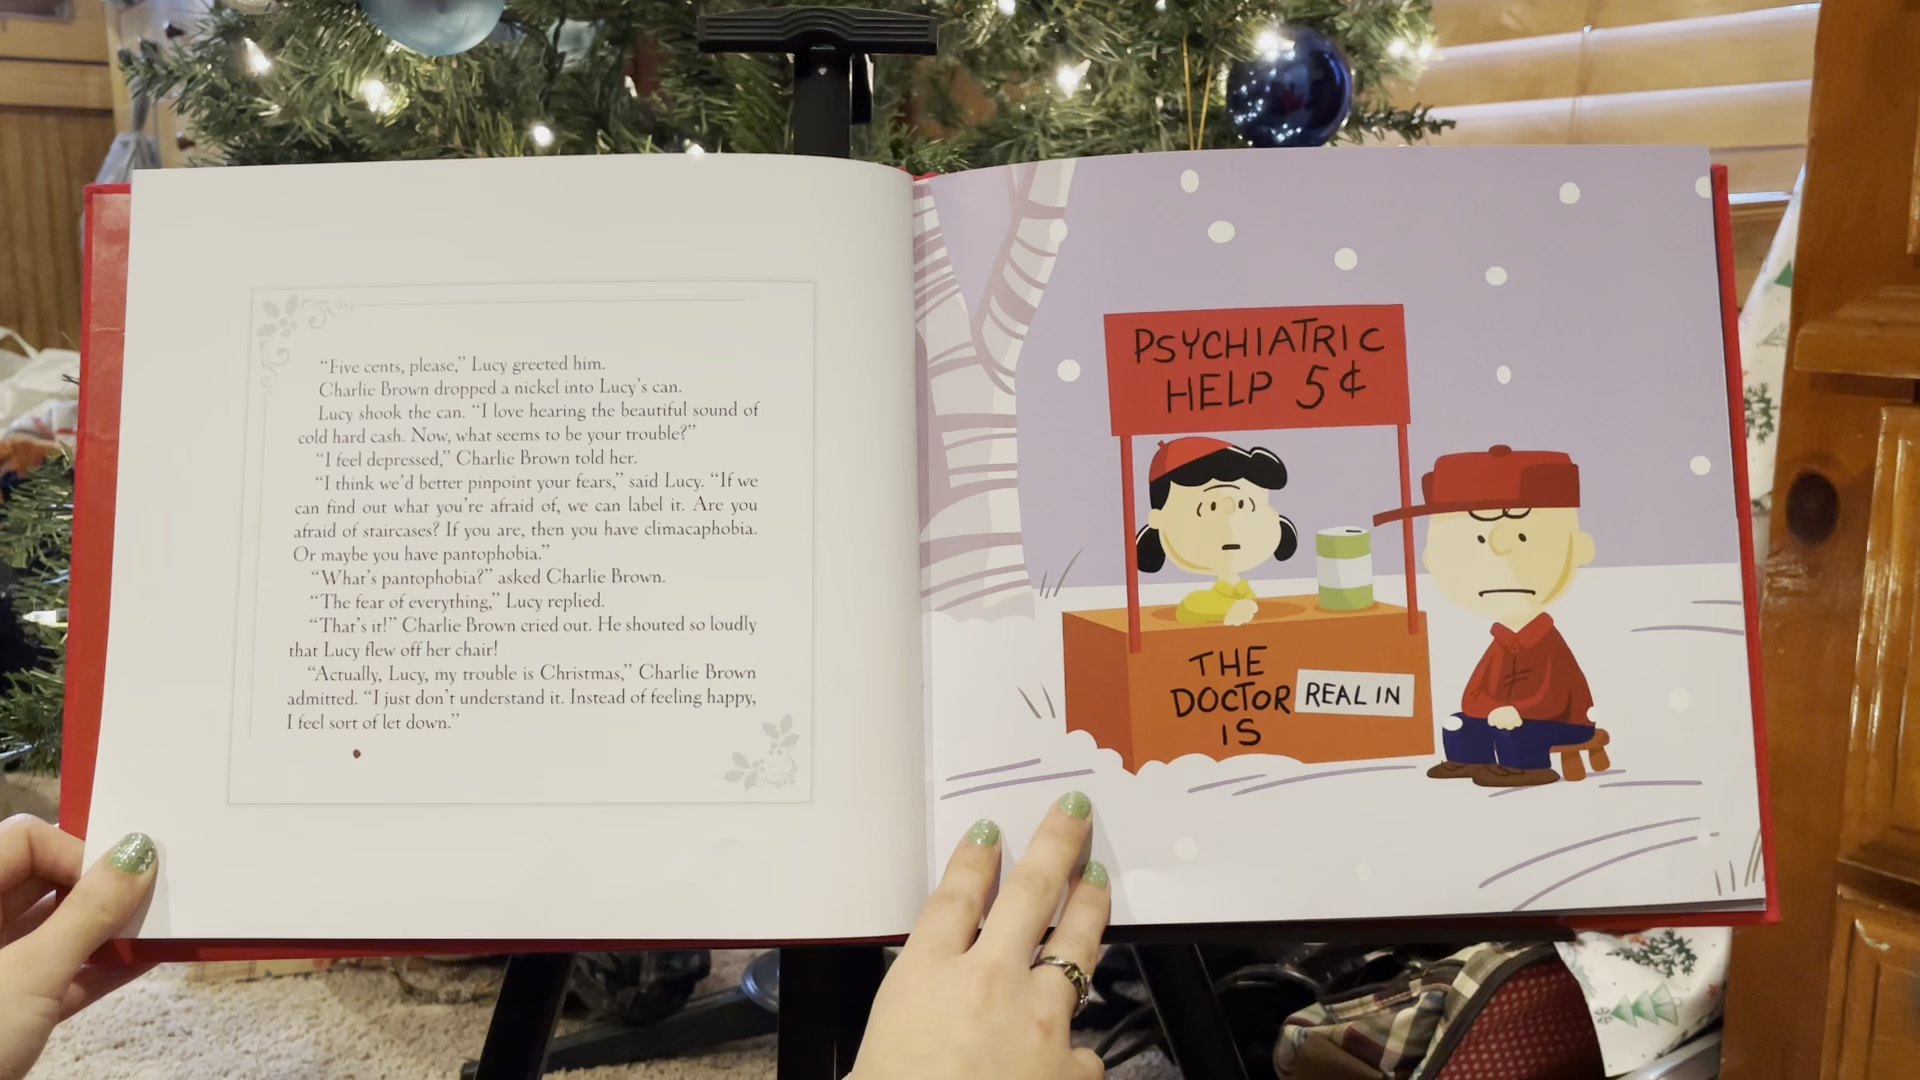 “Five cents, please,” Lucy greeted him.
Charlie Brown dropped a nickel into Lucy’s can.
Lucy shook the can. “I love hearing the beautiful sound of
cold hard cash. Now, what seems to be your trouble?”
“I feel depressed,” Charlie Brown told her.
“I think we’d better pinpoint your fears,” said Lucy. “If we
can find out what you’re afraid of, we can label it. Are you
afraid of staircases? If you are, then you have climacaphobia.
Or maybe you have pantophobia.”
“What’s pantophobia?” asked Charlie Brown.
“The fear of everything,” Lucy replied.
“That’s it!” Charlie Brown cried out. He shouted so loudly
that Lucy flew off her chair!
“Actually, Lucy, my trouble is Christmas,” Charlie Brown
admitted. “I just don’t understand it. Instead of feeling happy,
I feel sort of let down.”
PSYCHIATRIC
HELP 5¢
THE
DOCTOR REAL IN
IS